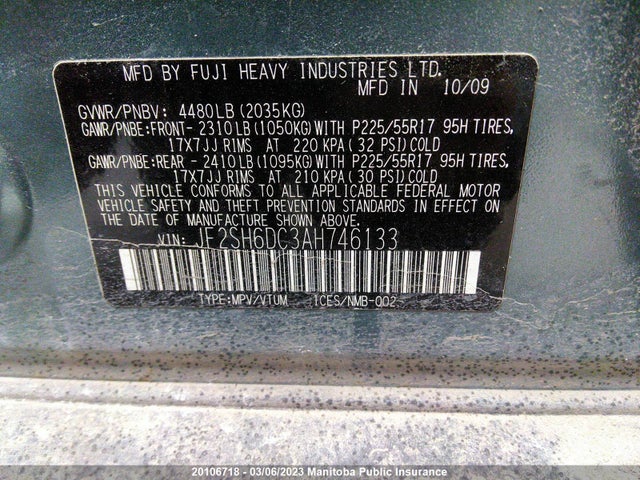 MFD BY FUJI HEAVY INDUSTRIES LTD.
MFD IN 10/09
GVWR/PNBV: 4480LB (2035KG)
GAWR/PNBE: FRONT- 2310LB (1050KG) WITH P225/55R17 95H TIRES,
17X7JJ RIMS AT 220 KPA (32 PSI) COLD
GAWR/PNBE: REAR - 2410LB (1095KG) WITH P225/55R17 95H TIRES,
17X7JJ RIMS AT 210 KPA (30 PSI) COLD
THIS VEHICLE CONFORMS TO ALL APPLICABLE FEDERAL MOTOR
VEHICLE SAFETY AND THEFT PREVENTION STANDARDS IN EFFECT ON
THE DATE OF MANUFACTURE SHOWN ABOVE.
VIN: JF2SH6DC3AH746133
TYPE:MPV/VTUM 1CES/NMB-002
20106718 - 03/06/2023 Manitoba Public Insurance